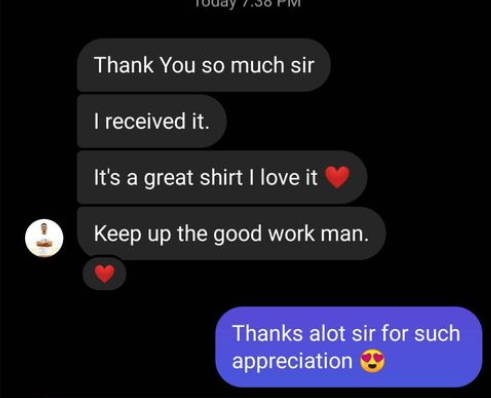 Today 7:38 PM
Thank You so much sir
I received it.
It's a great shirt I love it ❤️
Keep up the good work man.
❤️
Thanks alot sir for such
appreciation 😍